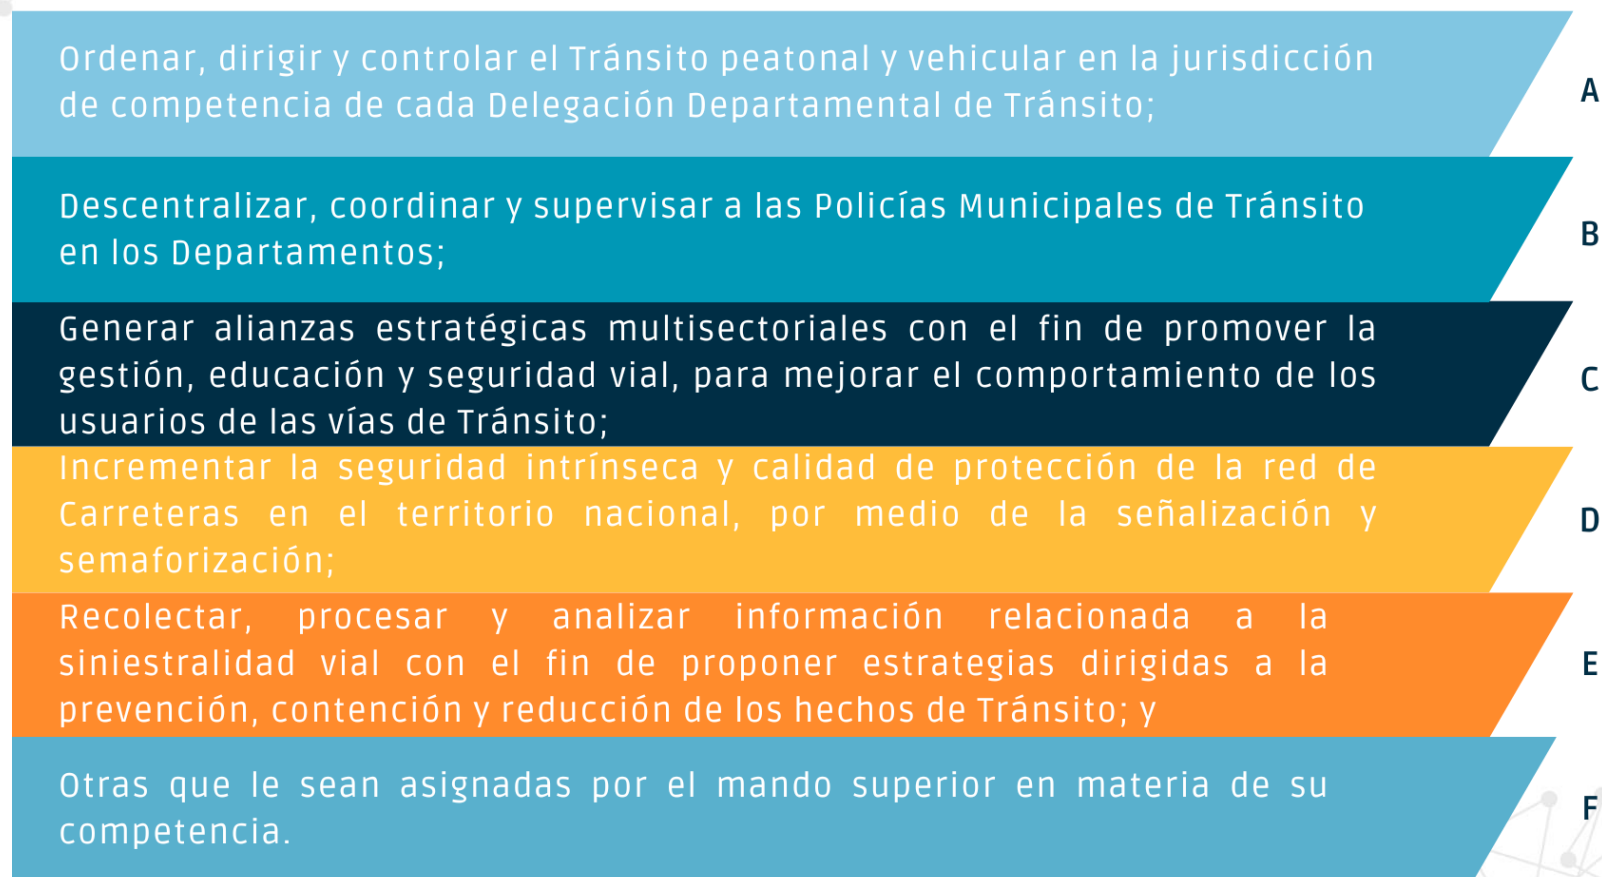 Ordenar, dirigir y controlar el Tránsito peatonal y vehicular en la jurisdicción
de competencia de cada Delegación Departamental de Tránsito;
A
Descentralizar, coordinar y supervisar a las Policías Municipales de Tránsito
en los Departamentos;
B
Generar alianzas estratégicas multisectoriales con el fin de promover la
gestión, educación y seguridad vial, para mejorar el comportamiento de los
usuarios de las vías de Tránsito;
C
Incrementar la seguridad intrínseca y calidad de protección de la red de
Carreteras en el territorio nacional, por medio de la señalización y
semaforización;
D
Recolectar, procesar y analizar información relacionada a la
siniestralidad vial con el fin de proponer estrategias dirigidas a la
prevención, contención y reducción de los hechos de Tránsito; y
E
Otras que le sean asignadas por el mando superior en materia de su
competencia.
F